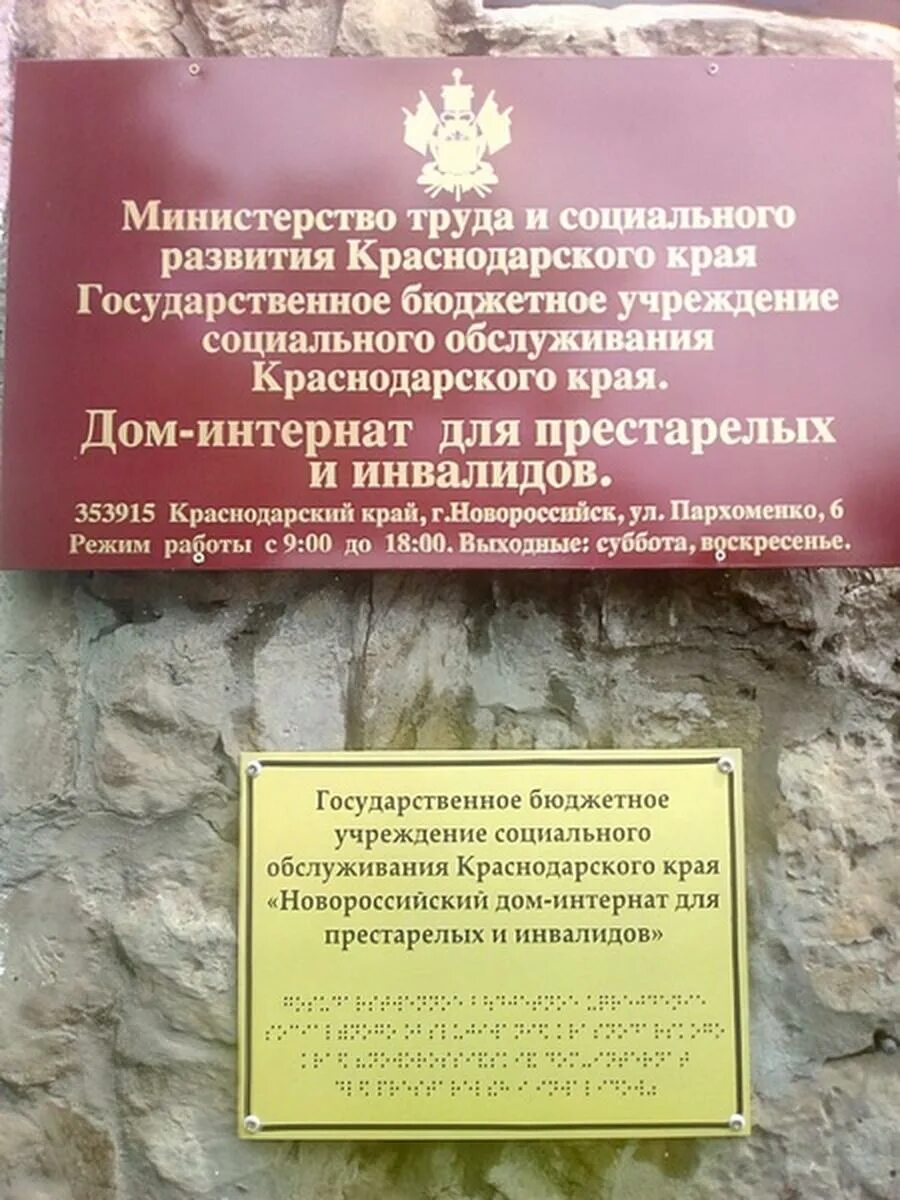 Министерство труда и социального
развития Краснодарского края
Государственное бюджетное учреждение
социального обслуживания
Краснодарского края.
Дом-интернат для престарелых
и инвалидов.
353915 Краснодарский край, г.Новороссийск, ул. Пархоменко, 6
Режим работы с 9:00 до 18:00. Выходные: суббота, воскресенье.
Государственное бюджетное
учреждение социального
обслуживания Краснодарского края
«Новороссийский дом-интернат для
престарелых и инвалидов»